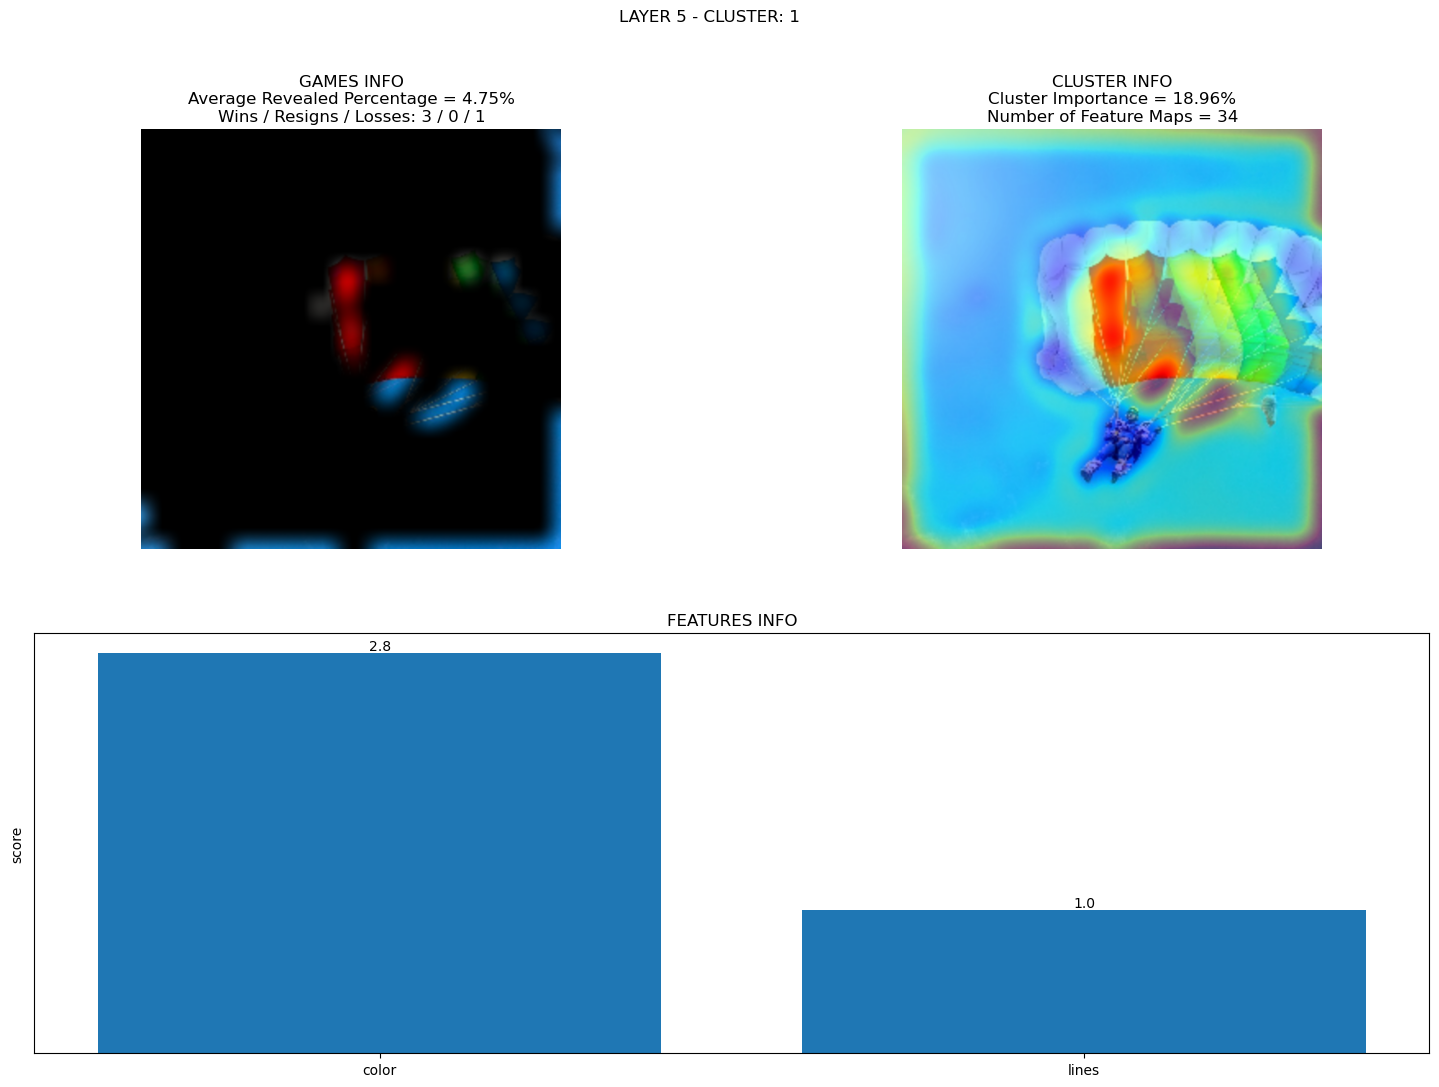 LAYER 5 - CLUSTER: 1
GAMES INFO
Average Revealed Percentage = 4.75%
Wins / Resigns / Losses: 3 / 0 / 1
CLUSTER INFO
Cluster Importance = 18.96%
Number of Feature Maps = 34
FEATURES INFO
2.8
1.0
score
color
lines